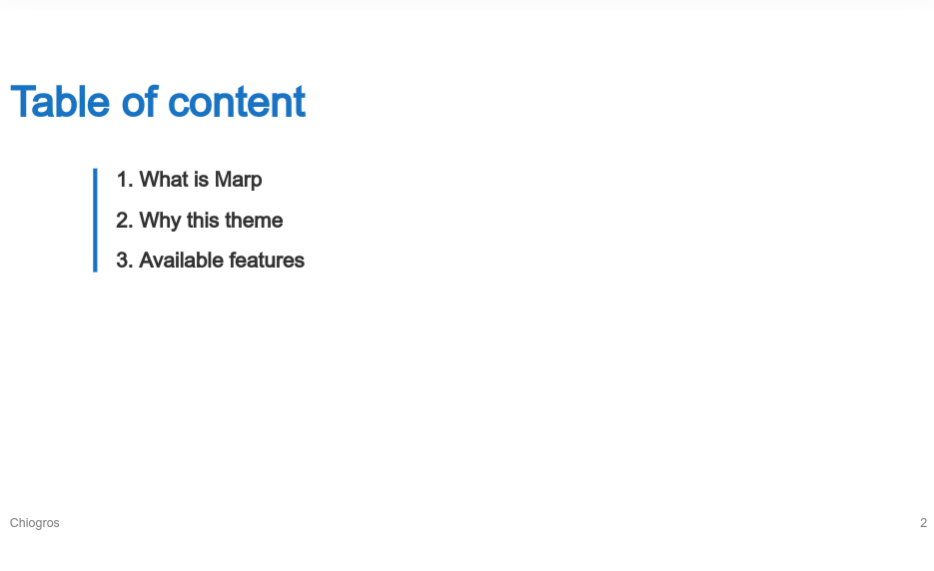 Table of content
1. What is Marp
2. Why this theme
3. Available features
Chiogros
2